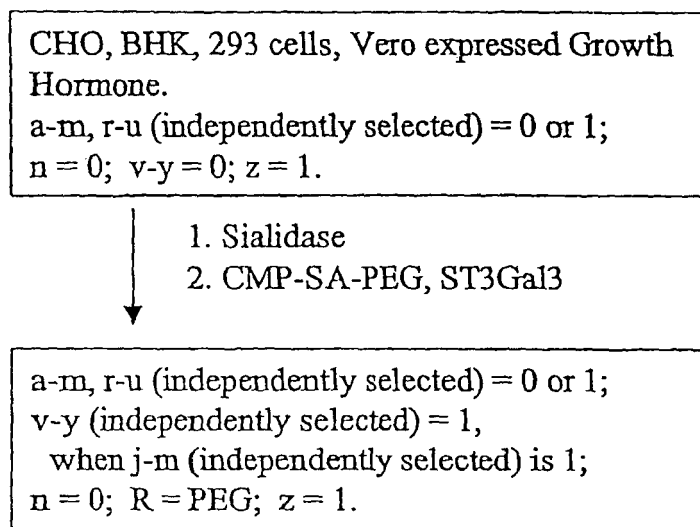 CHO, BHK, 293 cells, Vero expressed Growth
Hormone.
a-m, r-u (independently selected) = 0 or 1;
n = 0; v-y = 0; z = 1.
1. Sialidase
2. CMP-SA-PEG, ST3Gal3
a-m, r-u (independently selected) = 0 or 1;
v-y (independently selected) = 1,
when j-m (independently selected) is 1;
n = 0; R = PEG; z = 1.